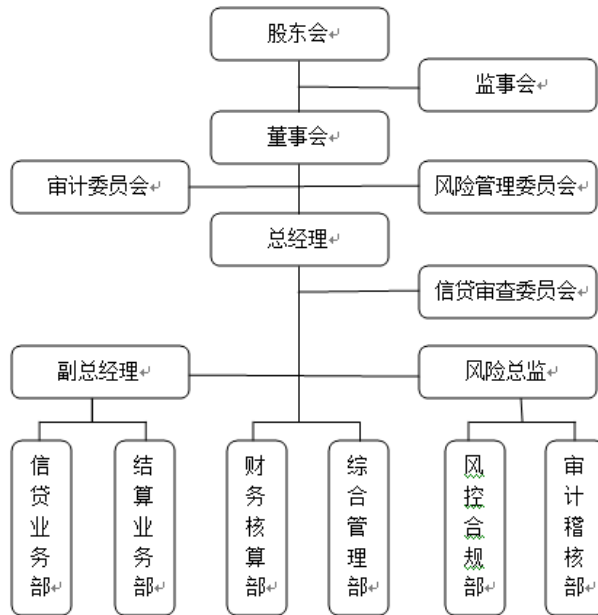 股东会
监事会
董事会
审计委员会
风险管理委员会
总经理
信贷审查委员会
副总经理
风险总监
信贷业务部
结算业务部
财务核算部
综合管理部
风控合规部
审计稽核部